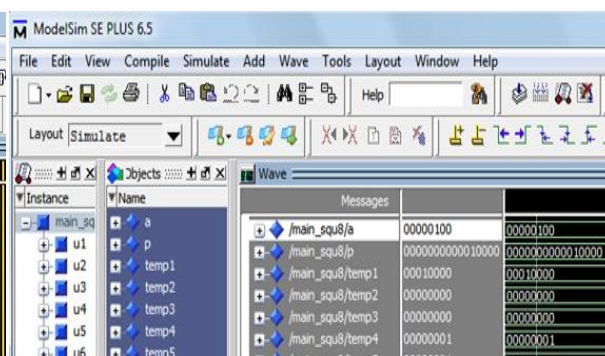 ModelSim SE PLUS 6.5
File Edit View Compile Simulate Add Wave Tools Layout Window Help
Help
Layout Simulate
Objects
Wave
Instance
Name
Messages
main_sq
a
/main_squ8/a
00000100
00000100
u1
p
/main_squ8/p
0000000000010000
0000000000010000
u2
temp1
/main_squ8/temp1
00010000
00010000
u3
temp2
/main_squ8/temp2
00000000
00000000
u4
temp3
/main_squ8/temp3
00000000
00000000
u5
temp4
/main_squ8/temp4
00000001
00000001
u6
temp5